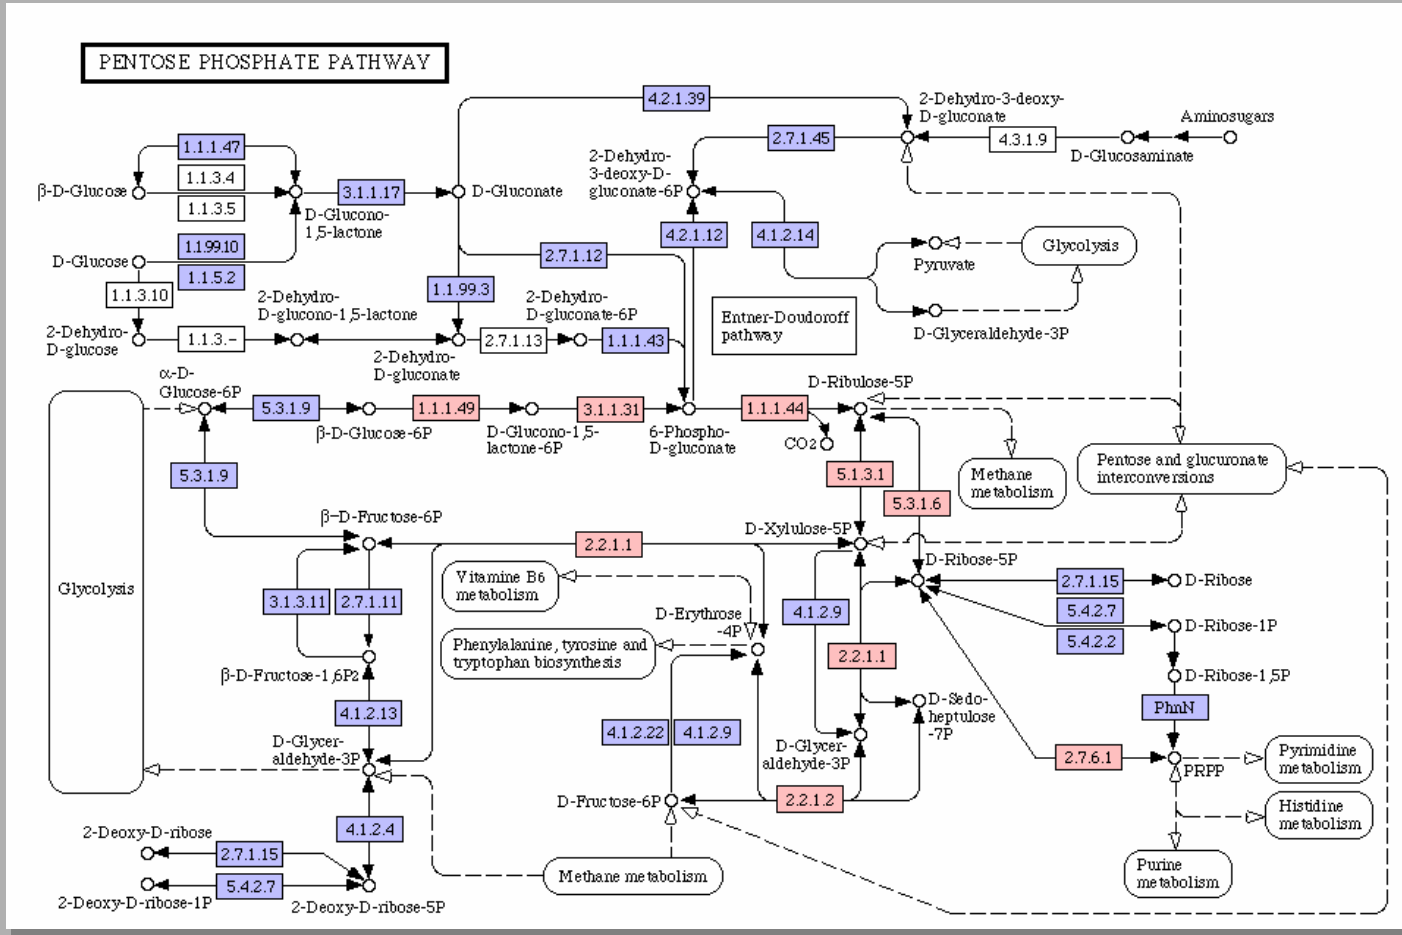 PENTOSE PHOSPHATE PATHWAY
4.2.1.39
2-Dehydro-3-deoxy-
D-gluconate
Aminosugars
1.1.1.47
2.7.1.45
4.3.1.9
D-Glucosaminate
2-Dehydro-
3-deoxy-D-
gluconate-6P
1.1.3.4
β-D-Glucose
3.1.1.17
D-Gluconate
1.1.3.5
D-Glucono-
1,5-lactone
4.2.1.12
4.1.2.14
1.1.99.10
D-Glucose
1.1.5.2
2.7.1.12
Glycolysis
Pyruvate
1.1.3.10
1.1.99.3
2-Dehydro-
D-glucono-1,5-lactone
2-Dehydro-
D-gluconate-6P
Entner-Doudoroff
pathway
D-Glyceraldehyde-3P
2-Dehydro-
D-glucose
1.1.3.-
2.7.1.13
1.1.1.43
2-Dehydro-
D-gluconate
α-D-
Glucose-6P
D-Ribulose-5P
5.3.1.9
1.1.1.49
3.1.1.31
1.1.1.44
β-D-Glucose-6P
D-Glucono-1,5-
lactone-6P
6-Phospho-
D-gluconate
CO2
5.3.1.9
5.1.3.1
5.3.1.6
Methane
metabolism
Pentose and glucuronate
interconversions
β-D-Fructose-6P
2.2.1.1
D-Xylulose-5P
D-Ribose-5P
Glycolysis
Vitamine B6
metabolism
2.7.1.15
D-Ribose
3.1.3.11
2.7.1.11
D-Erythrose
-4P
4.1.2.9
5.4.2.7
5.4.2.2
D-Ribose-1P
Phenylalanine, tyrosine and
tryptophan biosynthesis
2.2.1.1
β-D-Fructose-1,6P2
D-Ribose-1,5P
4.1.2.13
4.1.2.22
4.1.2.9
D-Sedo-
heptulose
-7P
PhnN
D-Glycer-
aldehyde-3P
D-Glycer-
aldehyde-3P
2.7.6.1
PRPP
Pyrimidine
metabolism
D-Fructose-6P
2.2.1.2
Histidine
metabolism
2-Deoxy-D-ribose
4.1.2.4
2.7.1.15
Methane metabolism
Purine
metabolism
5.4.2.7
2-Deoxy-D-ribose-1P
2-Deoxy-D-ribose-5P